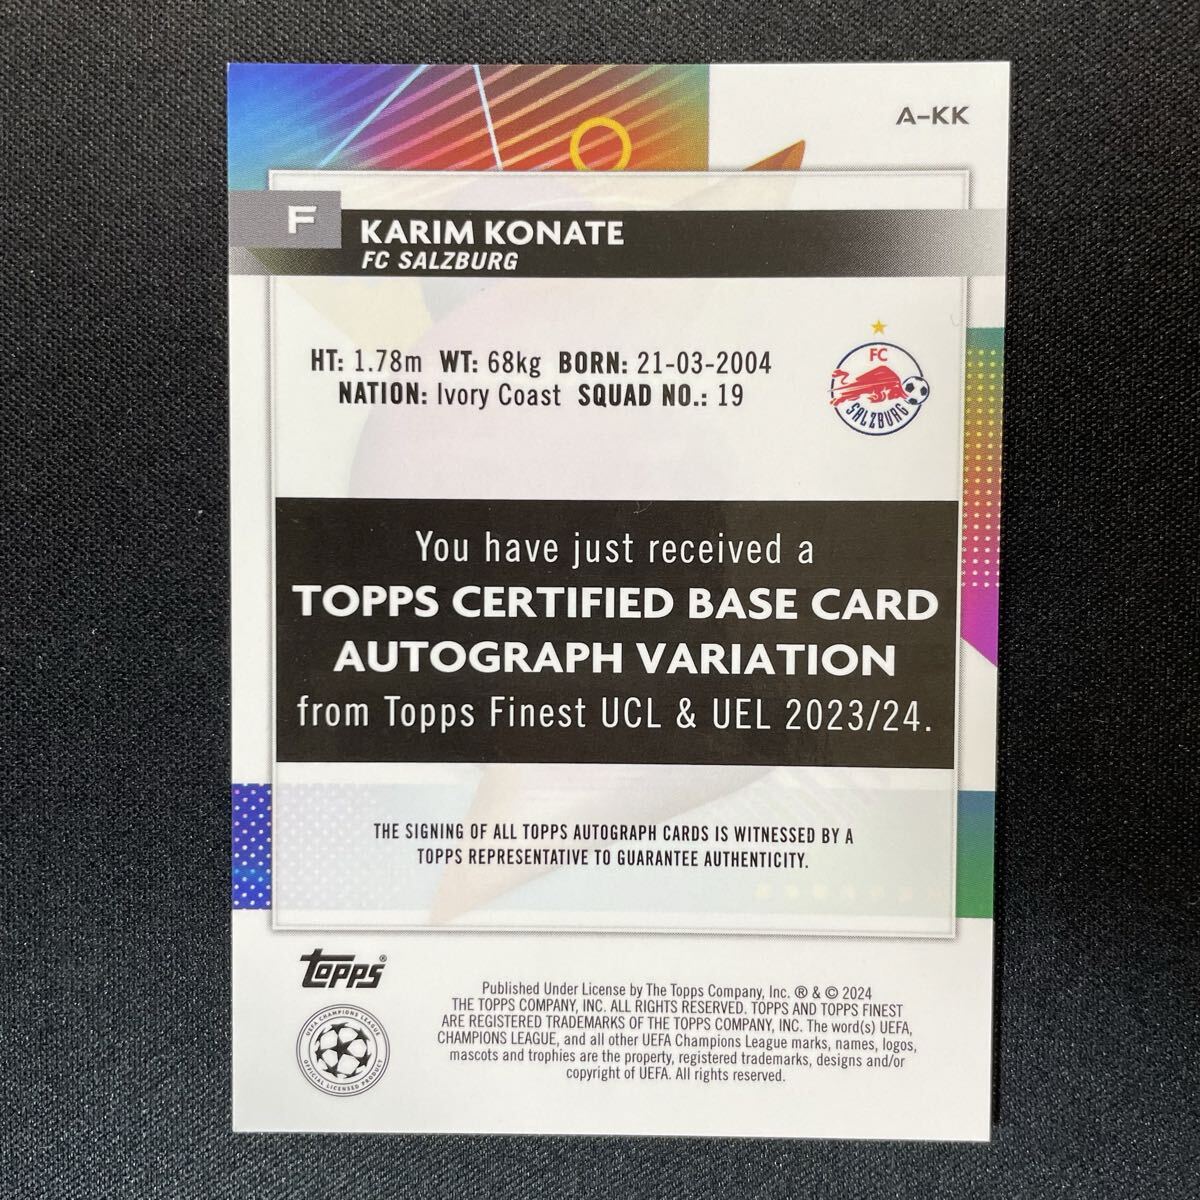 A-KK
F
KARIM KONATE
FC SALZBURG
HT: 1.78m WT: 68kg BORN: 21-03-2004
NATION: Ivory Coast SQUAD NO.: 19
FC
SALZBURG
You have just received a
TOPPS CERTIFIED BASE CARD
AUTOGRAPH VARIATION
from Topps Finest UCL & UEL 2023/24.
THE SIGNING OF ALL TOPPS AUTOGRAPH CARDS IS WITNESSED BY A
TOPPS REPRESENTATIVE TO GUARANTEE AUTHENTICITY.
Topps®
UEFA CHAMPIONS LEAGUE
OFFICIAL LICENSED PRODUCT
Published Under License by The Topps Company, Inc. ® & © 2024
THE TOPPS COMPANY, INC. ALL RIGHTS RESERVED. TOPPS AND TOPPS FINEST
ARE REGISTERED TRADEMARKS OF THE TOPPS COMPANY, INC. The word(s) UEFA,
CHAMPIONS LEAGUE, and all other UEFA Champions League marks, names, logos,
mascots and trophies are the property, registered trademarks, designs and/or
copyright of UEFA. All rights reserved.